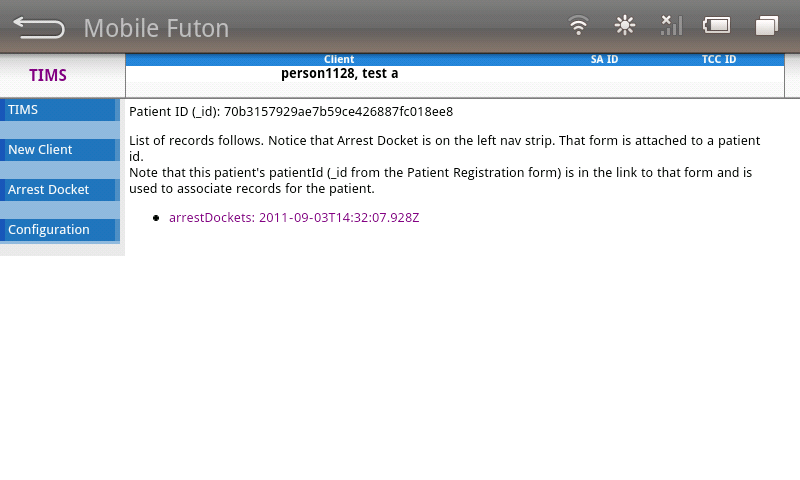 Mobile Futon
TIMS
Client
SA ID
TCC ID
person1128, test a
TIMS
New Client
Arrest Docket
Configuration
Patient ID (_id): 70b3157929ae7b59ce426887fc018ee8
List of records follows. Notice that Arrest Docket is on the left nav strip. That form is attached to a patient
id.
Note that this patient's patientId (_id from the Patient Registration form) is in the link to that form and is
used to associate records for the patient.
arrestDockets: 2011-09-03T14:32:07.928Z